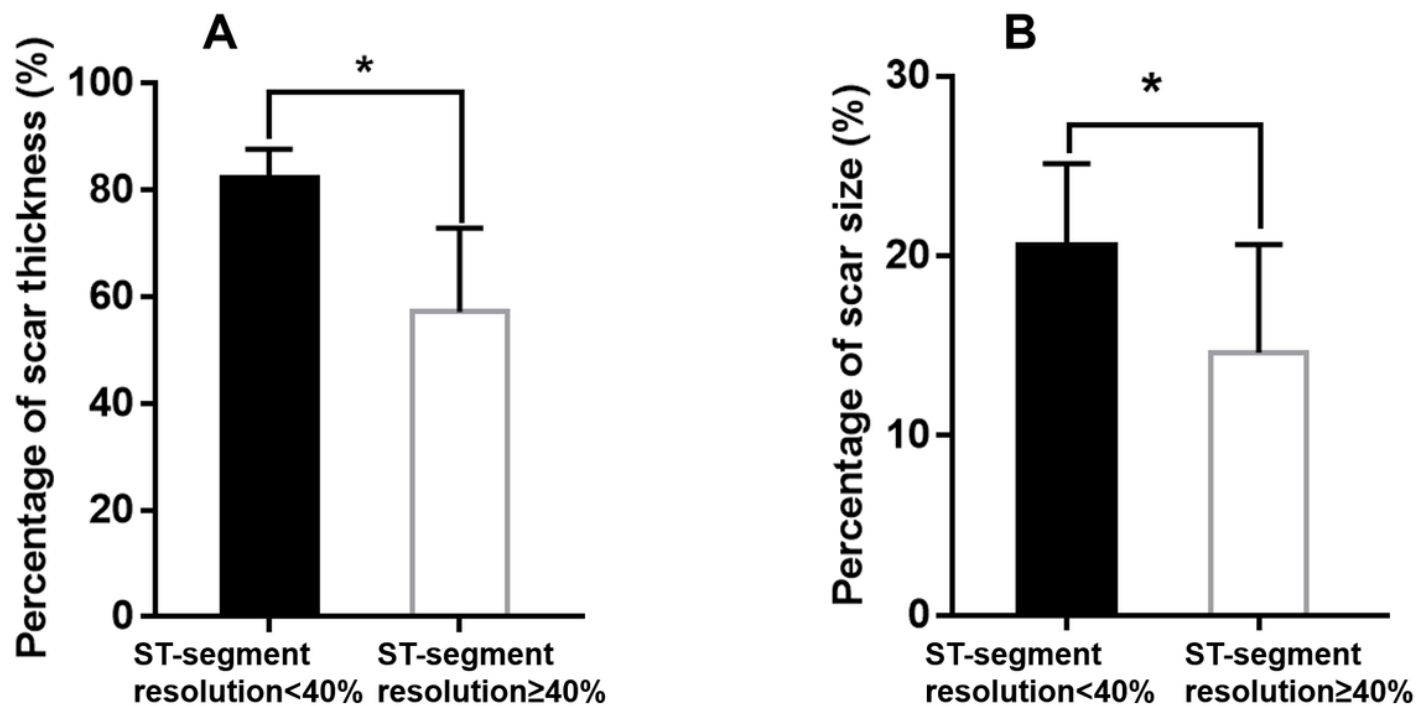 A
*
Percentage of scar thickness (%)
100
80
60
40
20
0
ST-segment
resolution<40%
ST-segment
resolution≥40%
B
*
Percentage of scar size (%)
30
20
10
0
ST-segment
resolution<40%
ST-segment
resolution≥40%